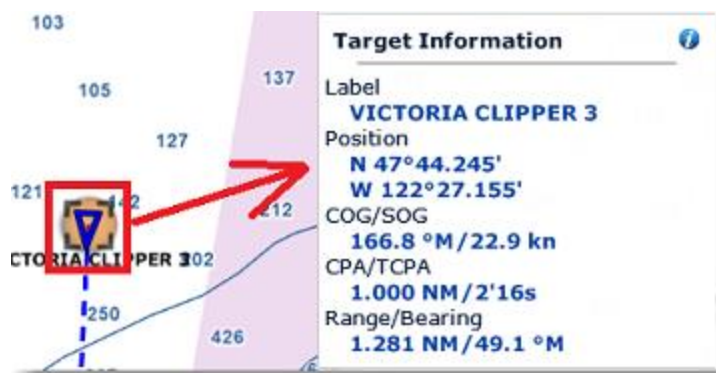 103
137
105
127
121
142
212
CTORIA CLIPPER 3
202
250
426
Target Information
Label
VICTORIA CLIPPER 3
Position
N 47°44.245'
W 122°27.155'
COG/SOG
166.8 °M/22.9 kn
CPA/TCPA
1.000 NM/2'16s
Range/Bearing
1.281 NM/49.1 °M